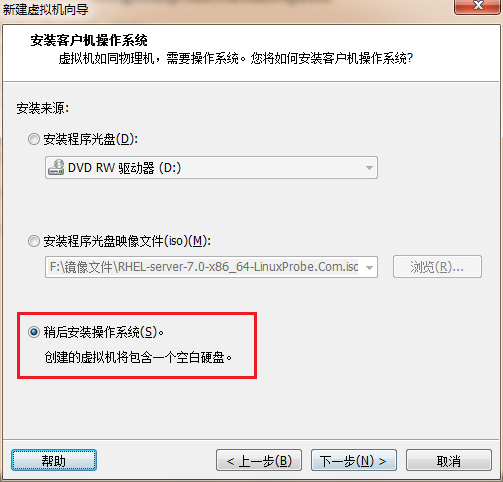 新建虚拟机向导
安装客户机操作系统
虚拟机如同物理机，需要操作系统。您将如何安装客户机操作系统?
安装来源:
安装程序光盘(D):
DVD RW 驱动器 (D:)
安装程序光盘映像文件(iso)(M):
F:\镜像文件\RHEL-server-7.0-x86_64-LinuxProbe.Com.iso
浏览(R)...
稍后安装操作系统(S)。
创建的虚拟机将包含一个空白硬盘。
帮助
< 上一步(B)
下一步(N) >
取消